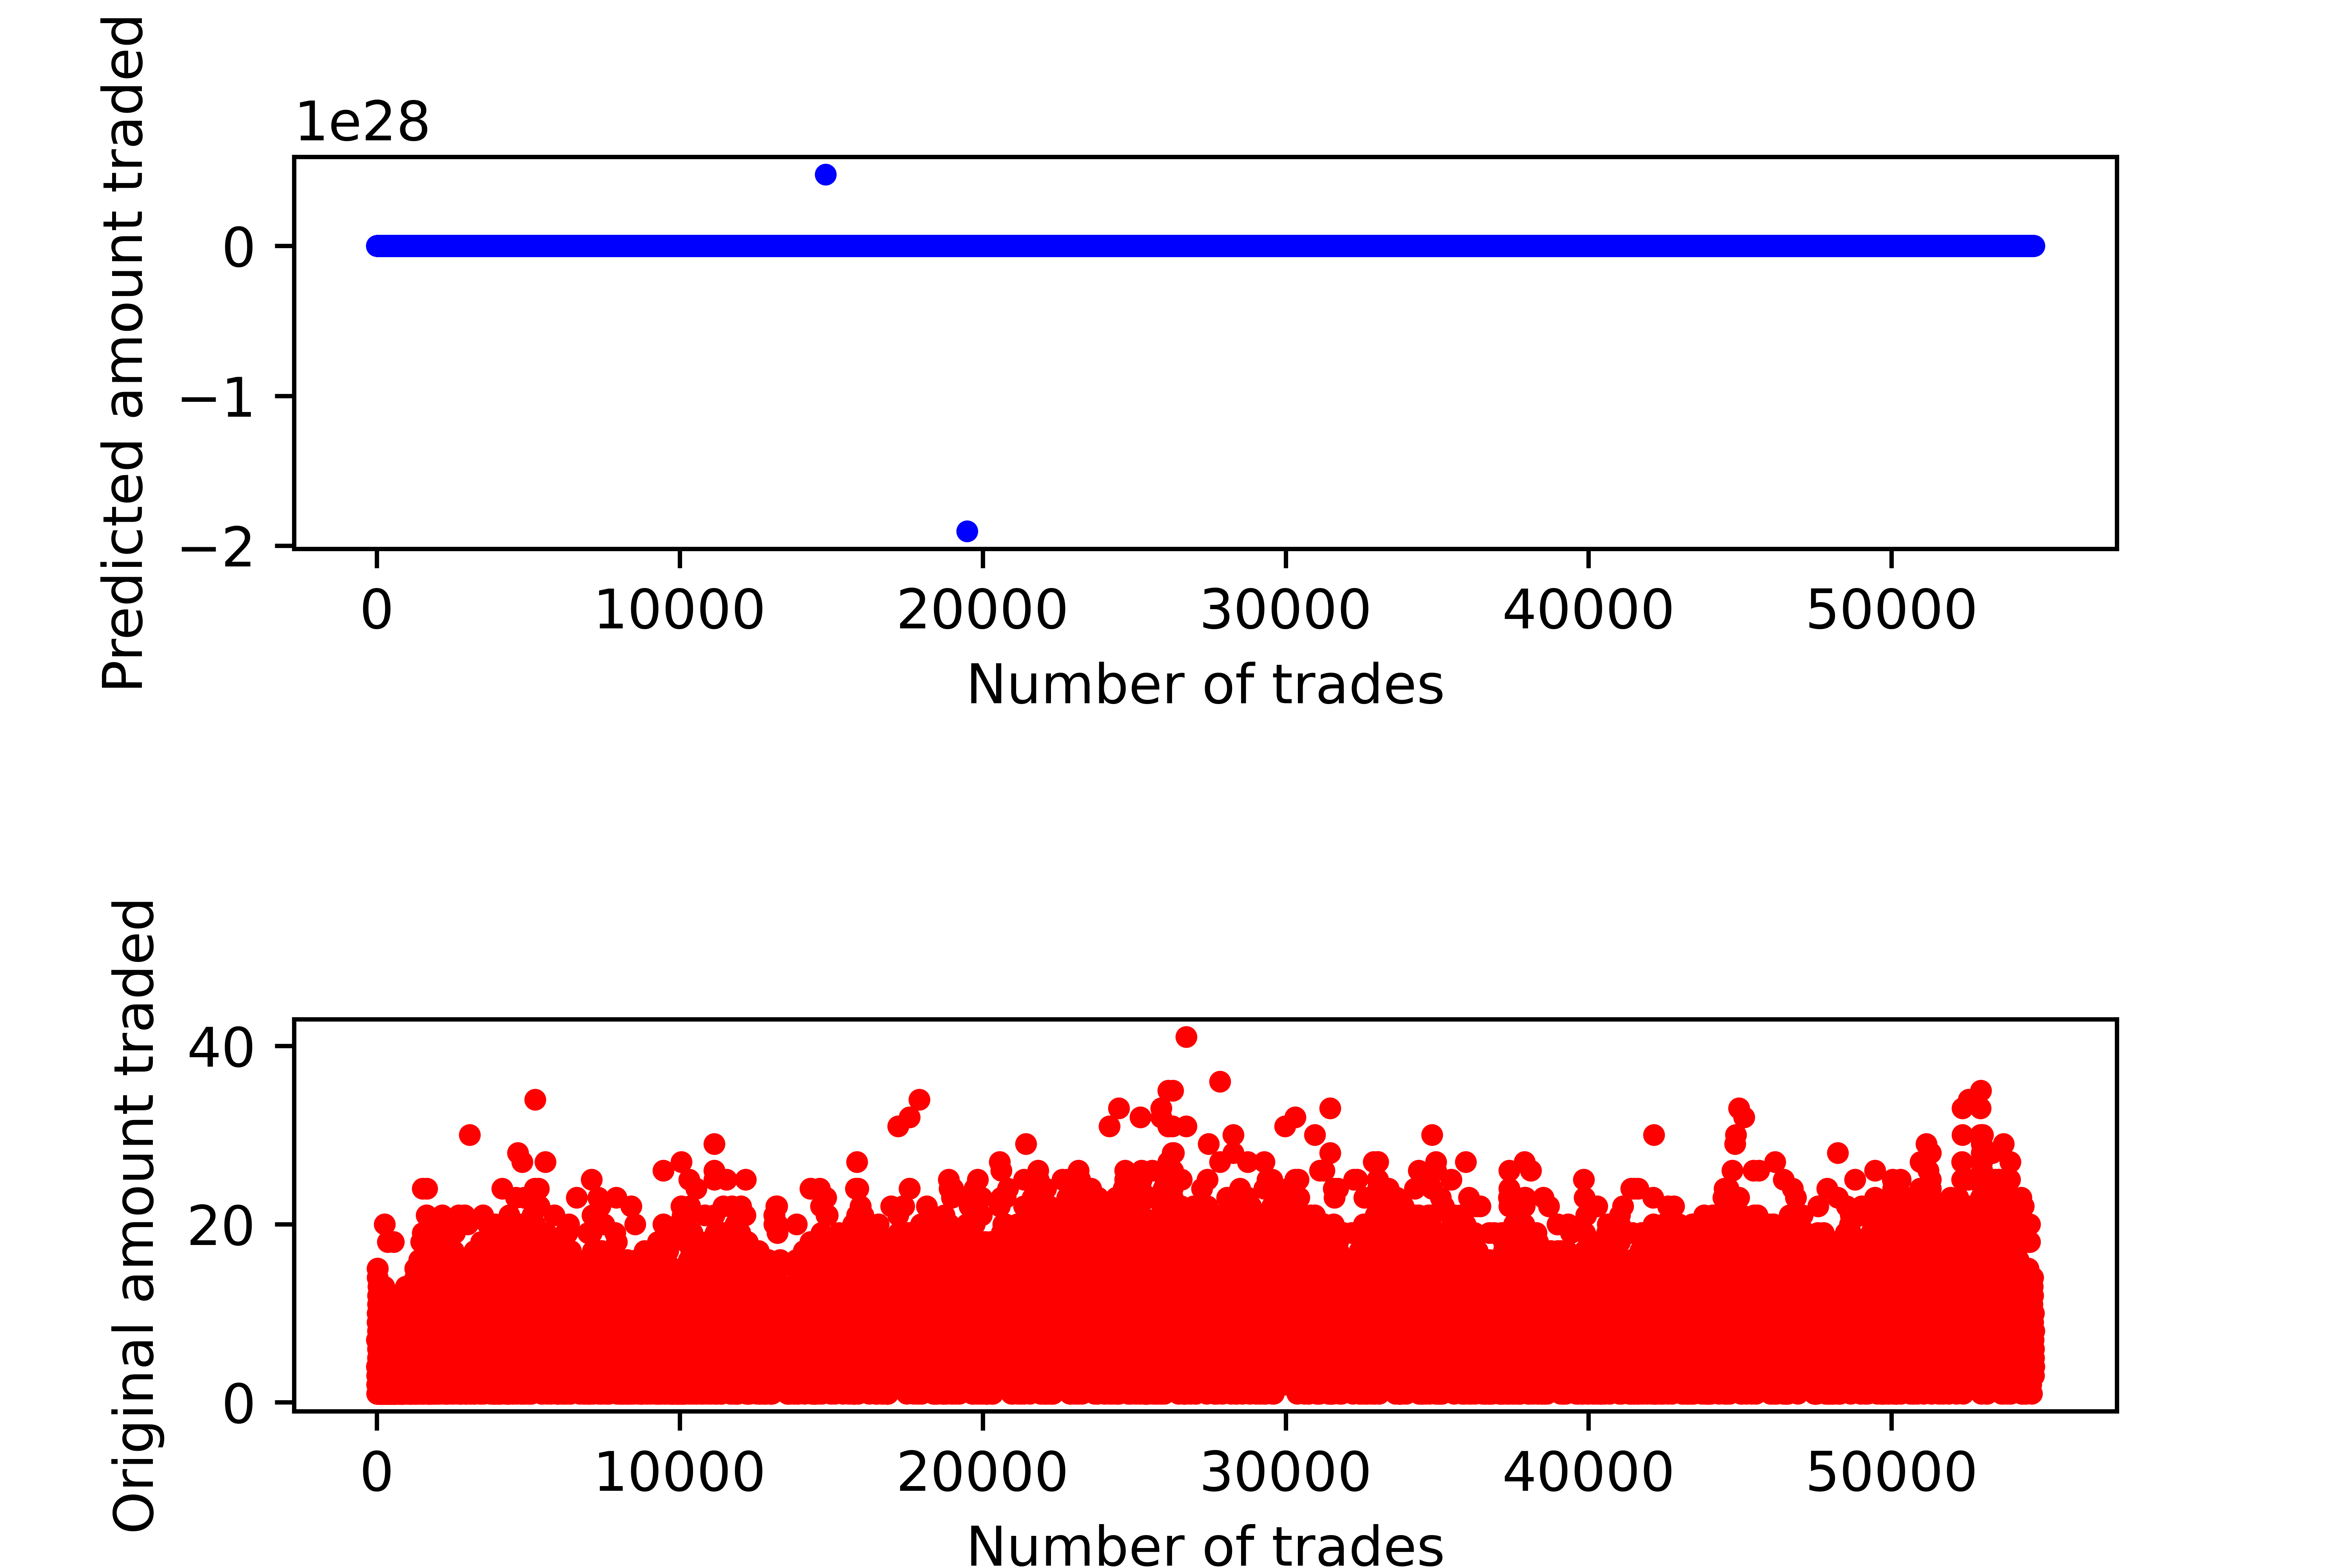 Predicted amount traded
1e28
0
−1
−2
0 10000 20000 30000 40000 50000
Number of trades
Original amount traded
40
20
0
0 10000 20000 30000 40000 50000
Number of trades